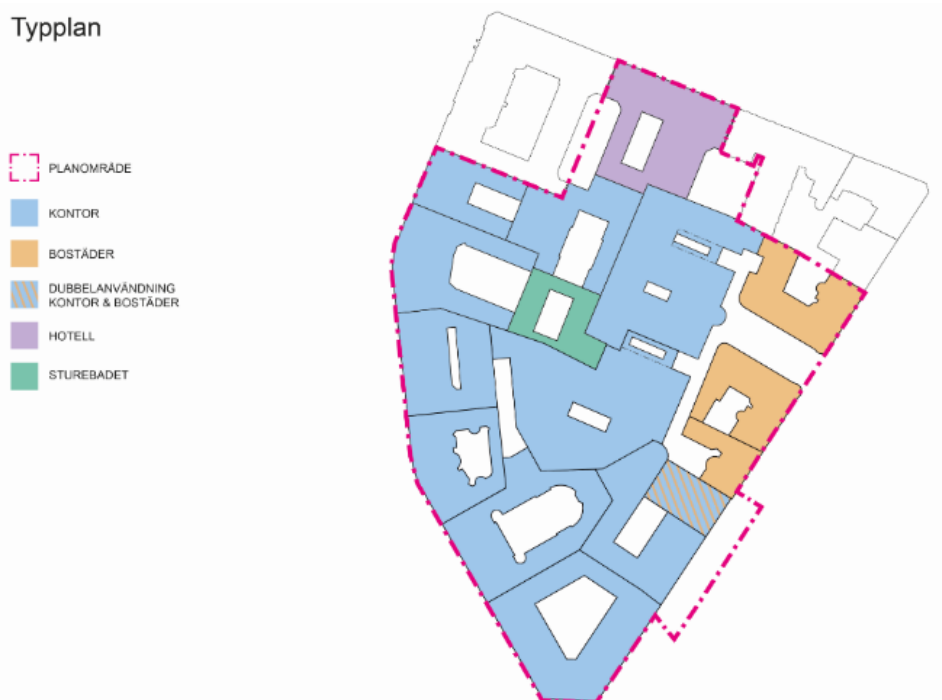 Typplan
PLANOMRÅDE
KONTOR
BOSTÄDER
DUBBELANVÄNDNING
KONTOR & BOSTÄDER
HOTELL
STUREBADET